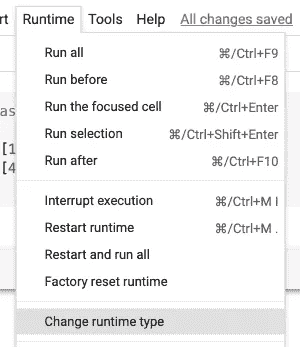 rt Runtime Tools Help All changes saved
Run all ⌘/Ctrl+F9
Run before ⌘/Ctrl+F8
as
Run the focused cell ⌘/Ctrl+Enter
[1 Run selection ⌘/Ctrl+Shift+Enter
[4 Run after ⌘/Ctrl+F10
Interrupt execution ⌘/Ctrl+M I
Restart runtime ⌘/Ctrl+M .
Restart and run all
Factory reset runtime
Change runtime type